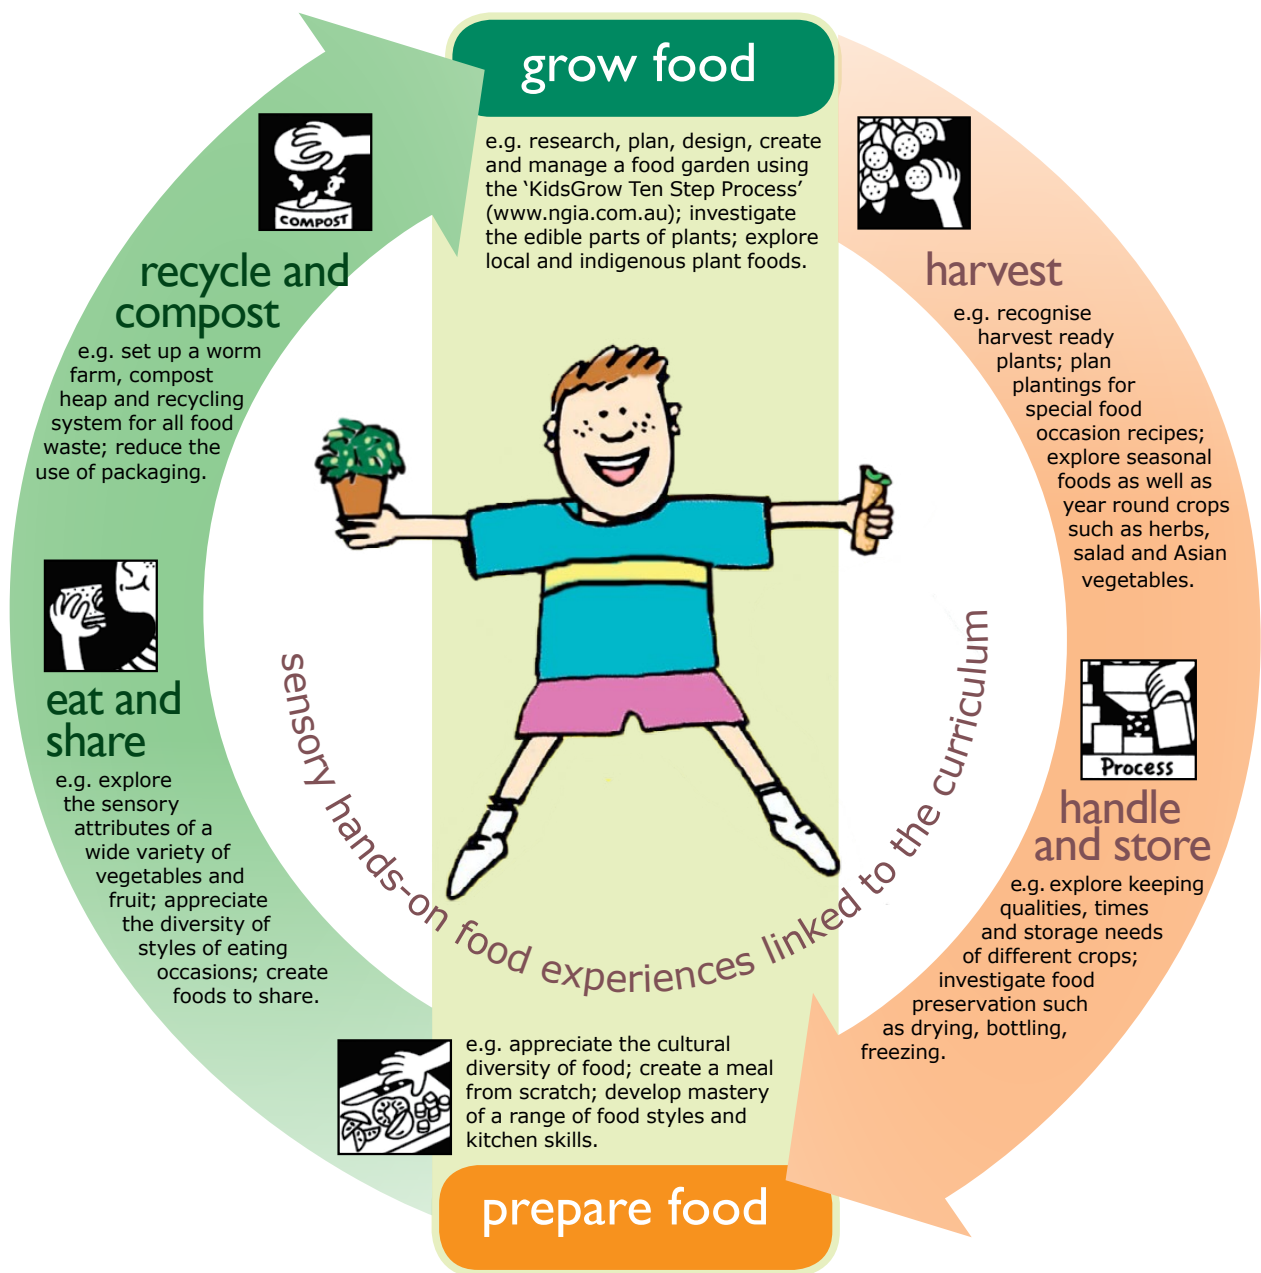 grow food
e.g. research, plan, design, create
and manage a food garden using
the ‘KidsGrow Ten Step Process’
(www.ngia.com.au); investigate
the edible parts of plants; explore
local and indigenous plant foods.
harvest
e.g. recognise
harvest ready
plants; plan
plantings for
special food
occasion recipes;
explore seasonal
foods as well as
year round crops
such as herbs,
salad and Asian
vegetables.
Process
handle
and store
e.g. explore keeping
qualities, times
and storage needs
of different crops;
investigate food
preservation such
as drying, bottling,
freezing.
e.g. appreciate the cultural
diversity of food; create a meal
from scratch; develop mastery
of a range of food styles and
kitchen skills.
prepare food
eat and
share
e.g. explore
the sensory
attributes of a
wide variety of
vegetables and
fruit; appreciate
the diversity of
styles of eating
occasions; create
foods to share.
COMPOST
recycle and
compost
e.g. set up a worm
farm, compost
heap and recycling
system for all food
waste; reduce the
use of packaging.
sensory hands-on food experiences linked to the curriculum